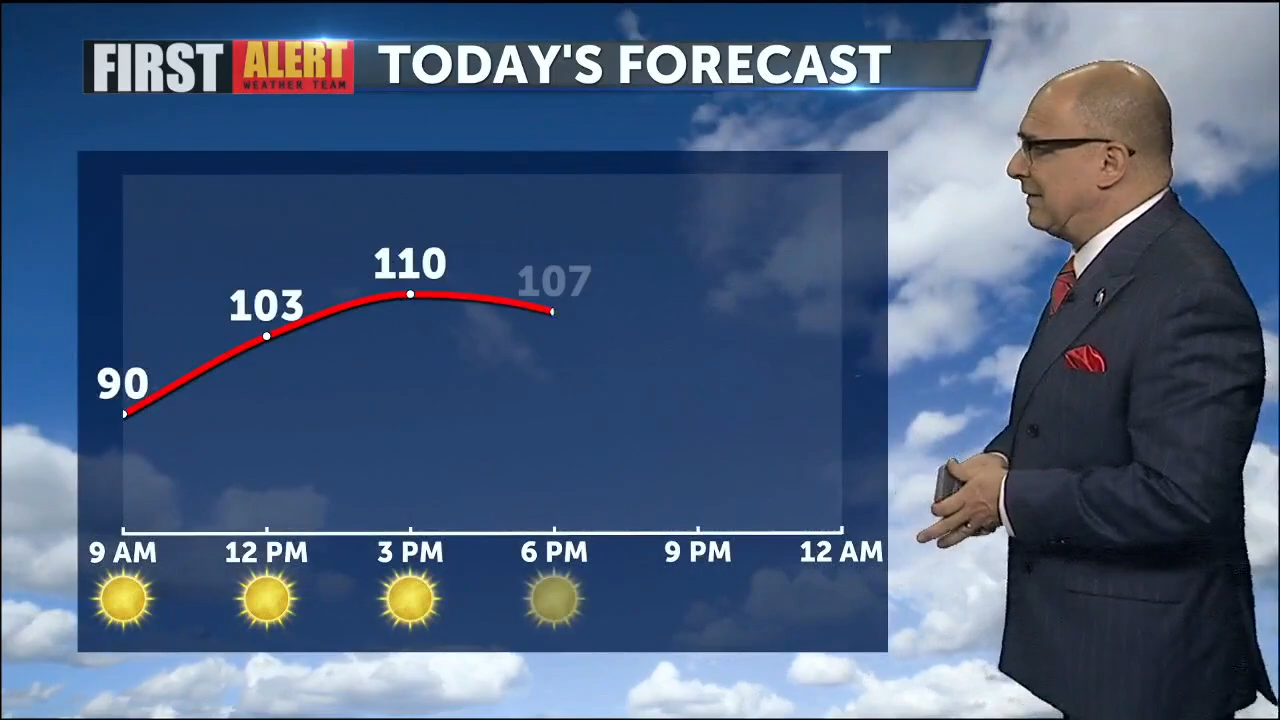 FIRST ALERT TODAY'S FORECAST
WEATHER TEAM
110
107
103
90
9 AM 12 PM 3 PM 6 PM 9 PM 12 AM